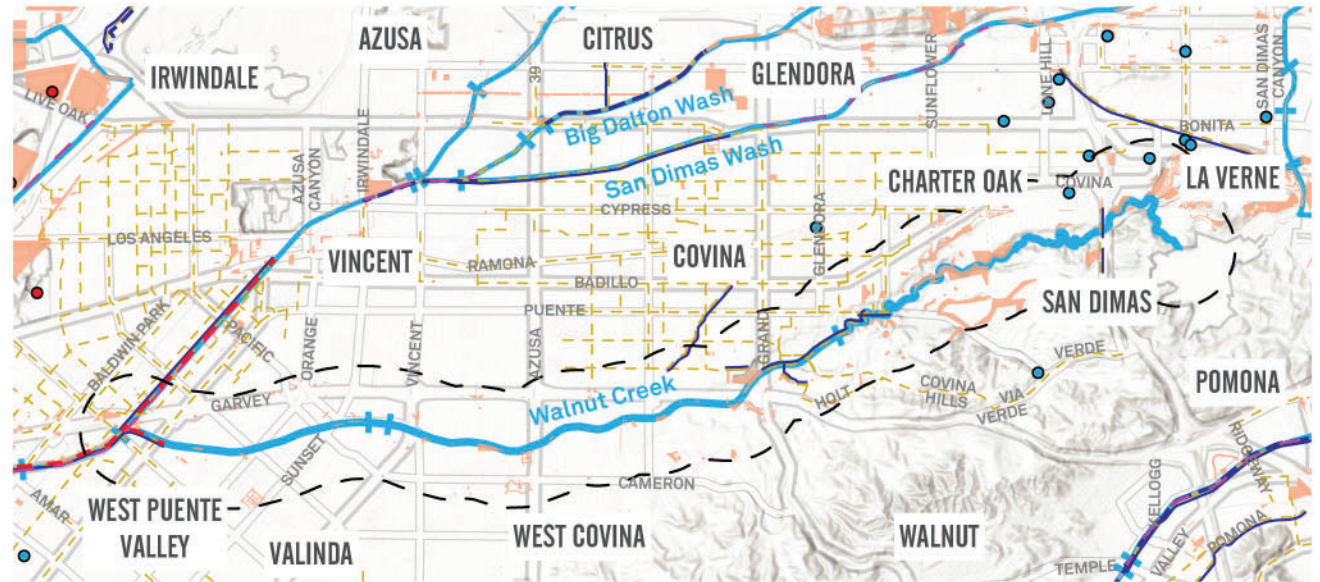 AZUSA
CITRUS
IRWINDALE
GLENDORA
39
SUNFLOWER
LONE HILL
SAN DIMAS
CANYON
LIVE OAK
Big Dalton Wash
BONITA
IRWINDALE
AZUSA
CANYON
San Dimas Wash
CHARTER OAK
COVINA
LA VERNE
CYPRESS
LOS ANGELES
GLENDORA
VINCENT
RAMONA
COVINA
BADILLO
PUENTE
SAN DIMAS
BALDWIN PARK
PACIFIC
ORANGE
VINCENT
AZUSA
GRAND
VERDE
GARVEY
Walnut Creek
HOLT
COVINA
HILLS
VIA
VERDE
POMONA
SUNSET
RIDGEWAY
CAMERON
KELLOGG
AMAR
WEST PUENTE
VALLEY
VALINDA
WEST COVINA
WALNUT
TEMPLE
VALLEY
POMONA